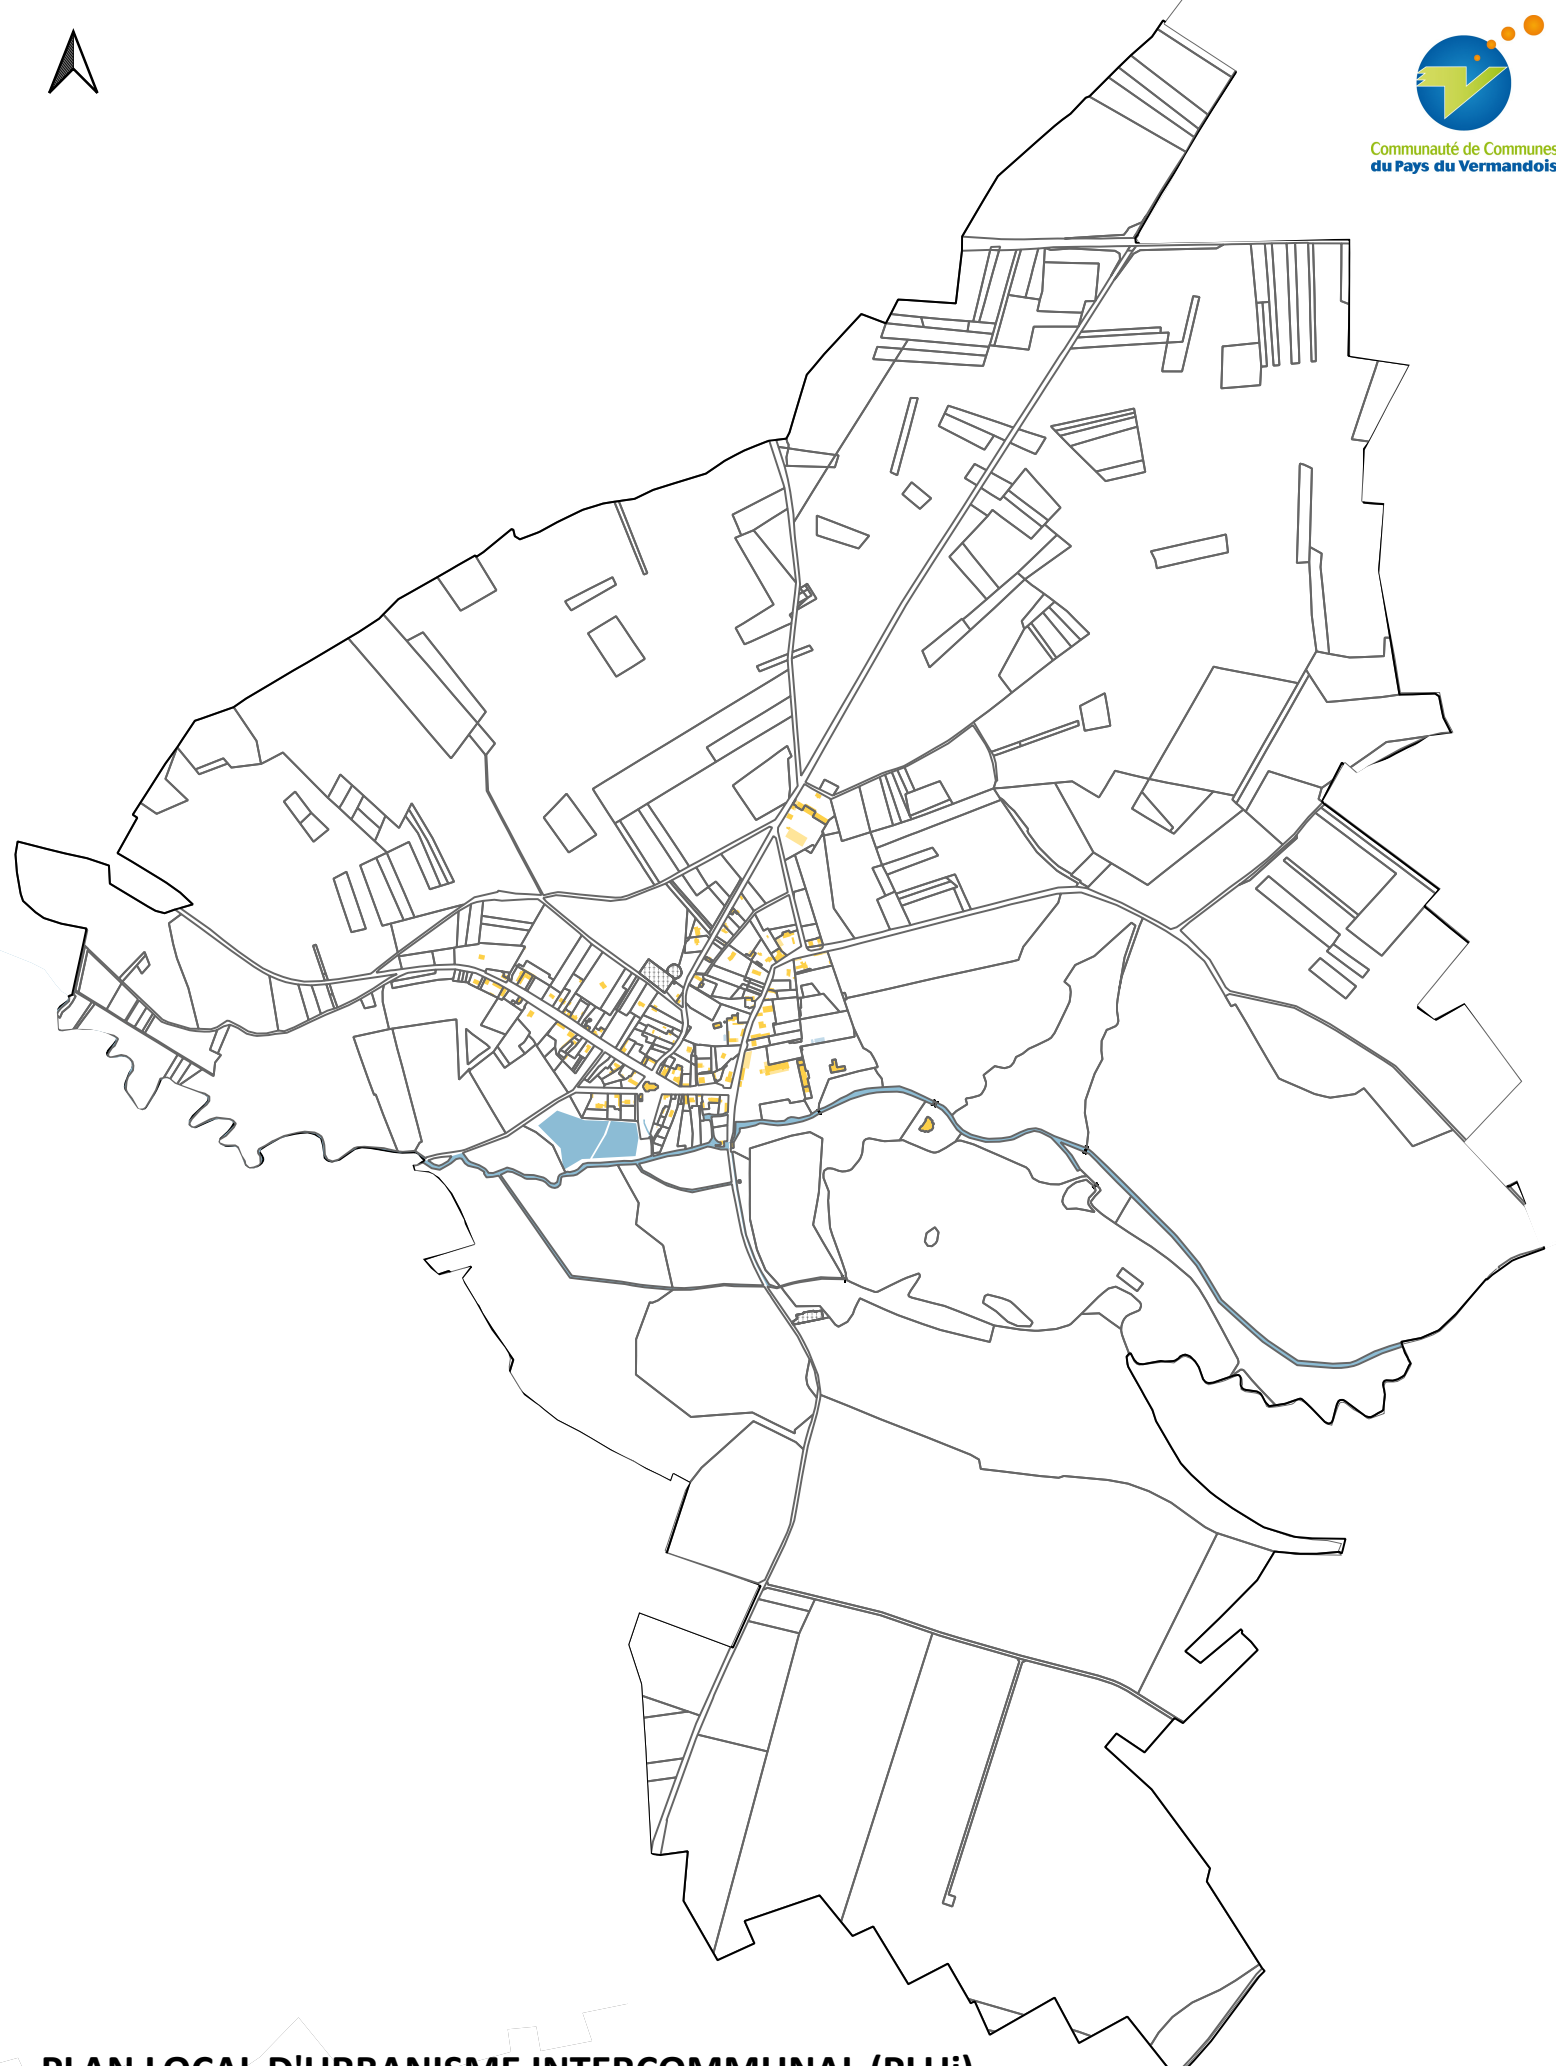 Communauté de Communes
du Pays du Vermandois
PLAN LOCAL D'URBANISME INTERCOMMUNAL (PLUi)